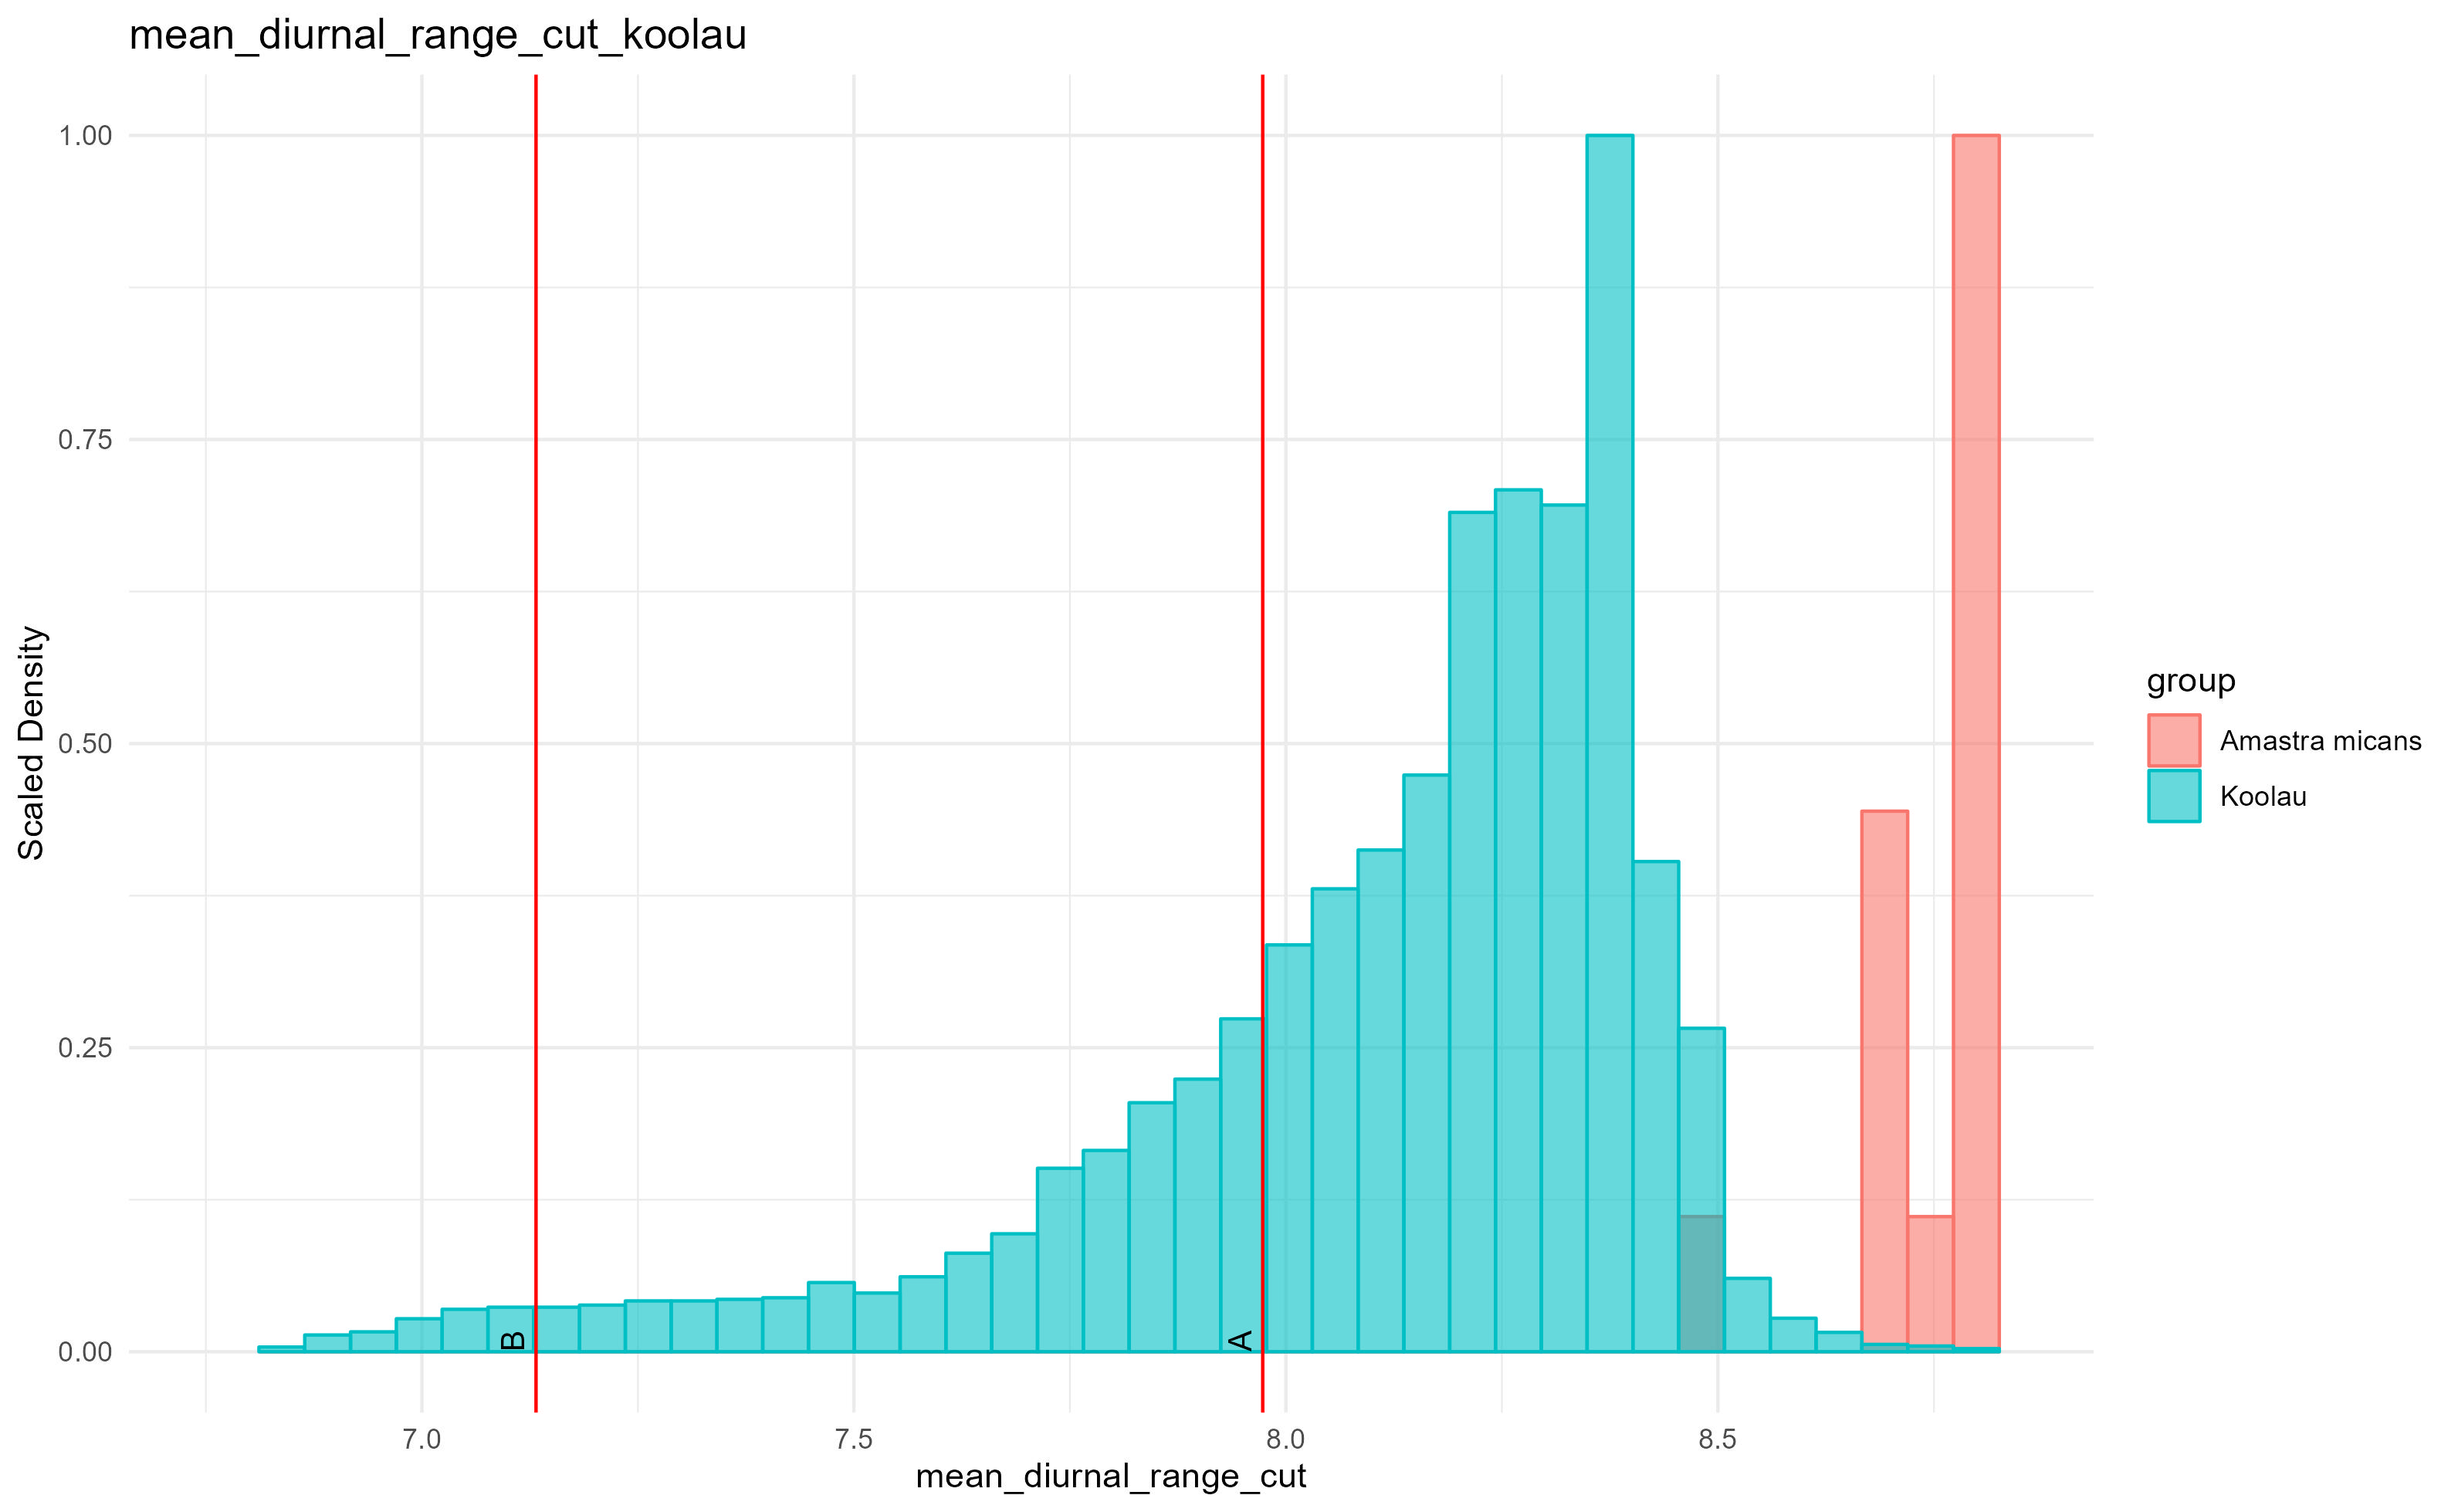 mean_diurnal_range_cut_koolau
1.00
0.75
0.50
0.25
0.00
Scaled Density
B
A
7.0
7.5
8.0
8.5
mean_diurnal_range_cut
group
Amastra micans
Koolau